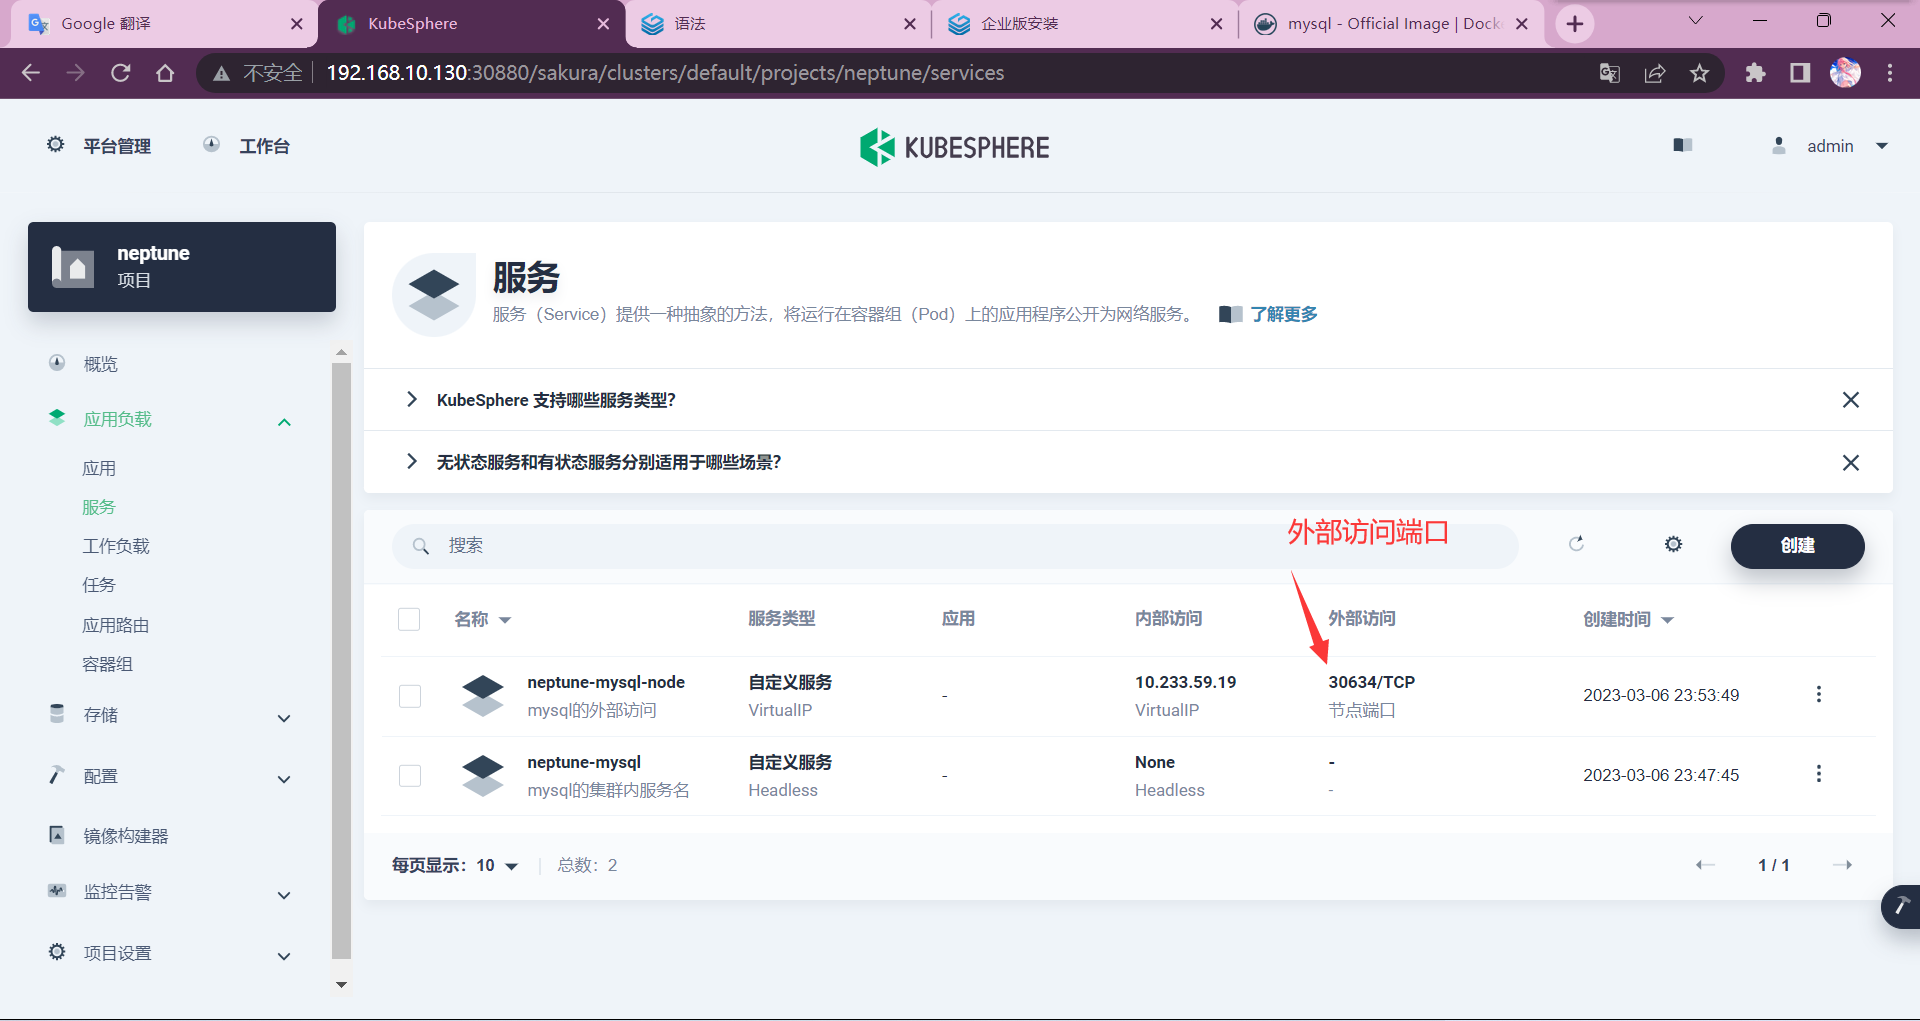 Google 翻译
KubeSphere
语法
企业版安装
mysql - Official Image | Dock
不安全
192.168.10.130:30880/sakura/clusters/default/projects/neptune/services
平台管理
工作台
KUBESPHERE
admin
neptune
项目
概览
应用负载
应用
服务
工作负载
任务
应用路由
容器组
存储
配置
镜像构建器
监控告警
项目设置
服务
服务（Service）提供一种抽象的方法，将运行在容器组（Pod）上的应用程序公开为网络服务。 了解更多
KubeSphere 支持哪些服务类型？
无状态服务和有状态服务分别适用于哪些场景？
搜索
外部访问端口
创建
名称 服务类型 应用 内部访问 外部访问 创建时间
neptune-mysql-node 自定义服务 - 10.233.59.19 30634/TCP 2023-03-06 23:53:49
mysql的外部访问 VirtualIP VirtualIP 节点端口
neptune-mysql 自定义服务 - None - 2023-03-06 23:47:45
mysql的集群内服务名 Headless Headless -
每页显示：10 总数：2 1 / 1